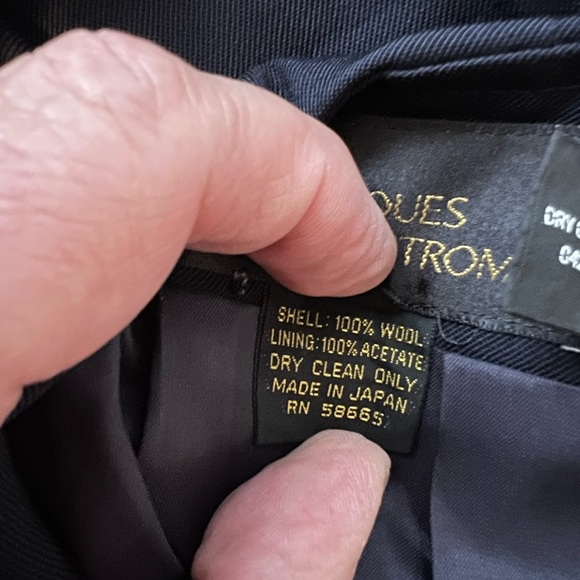 QUES
TRON
DRY
SHELL: 100% WOOL
LINING: 100% ACETATE
DRY CLEAN ONLY
MADE IN JAPAN
RN 58665